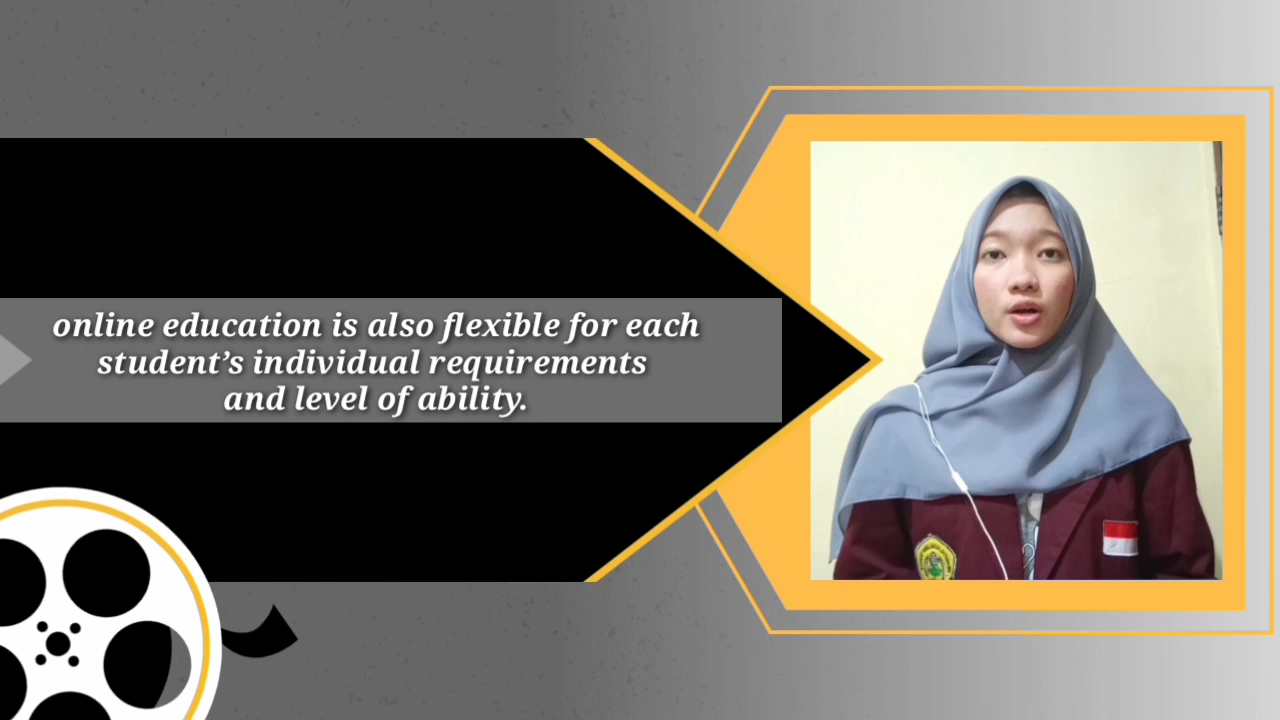 online education is also flexible for each
student’s individual requirements
and level of ability.